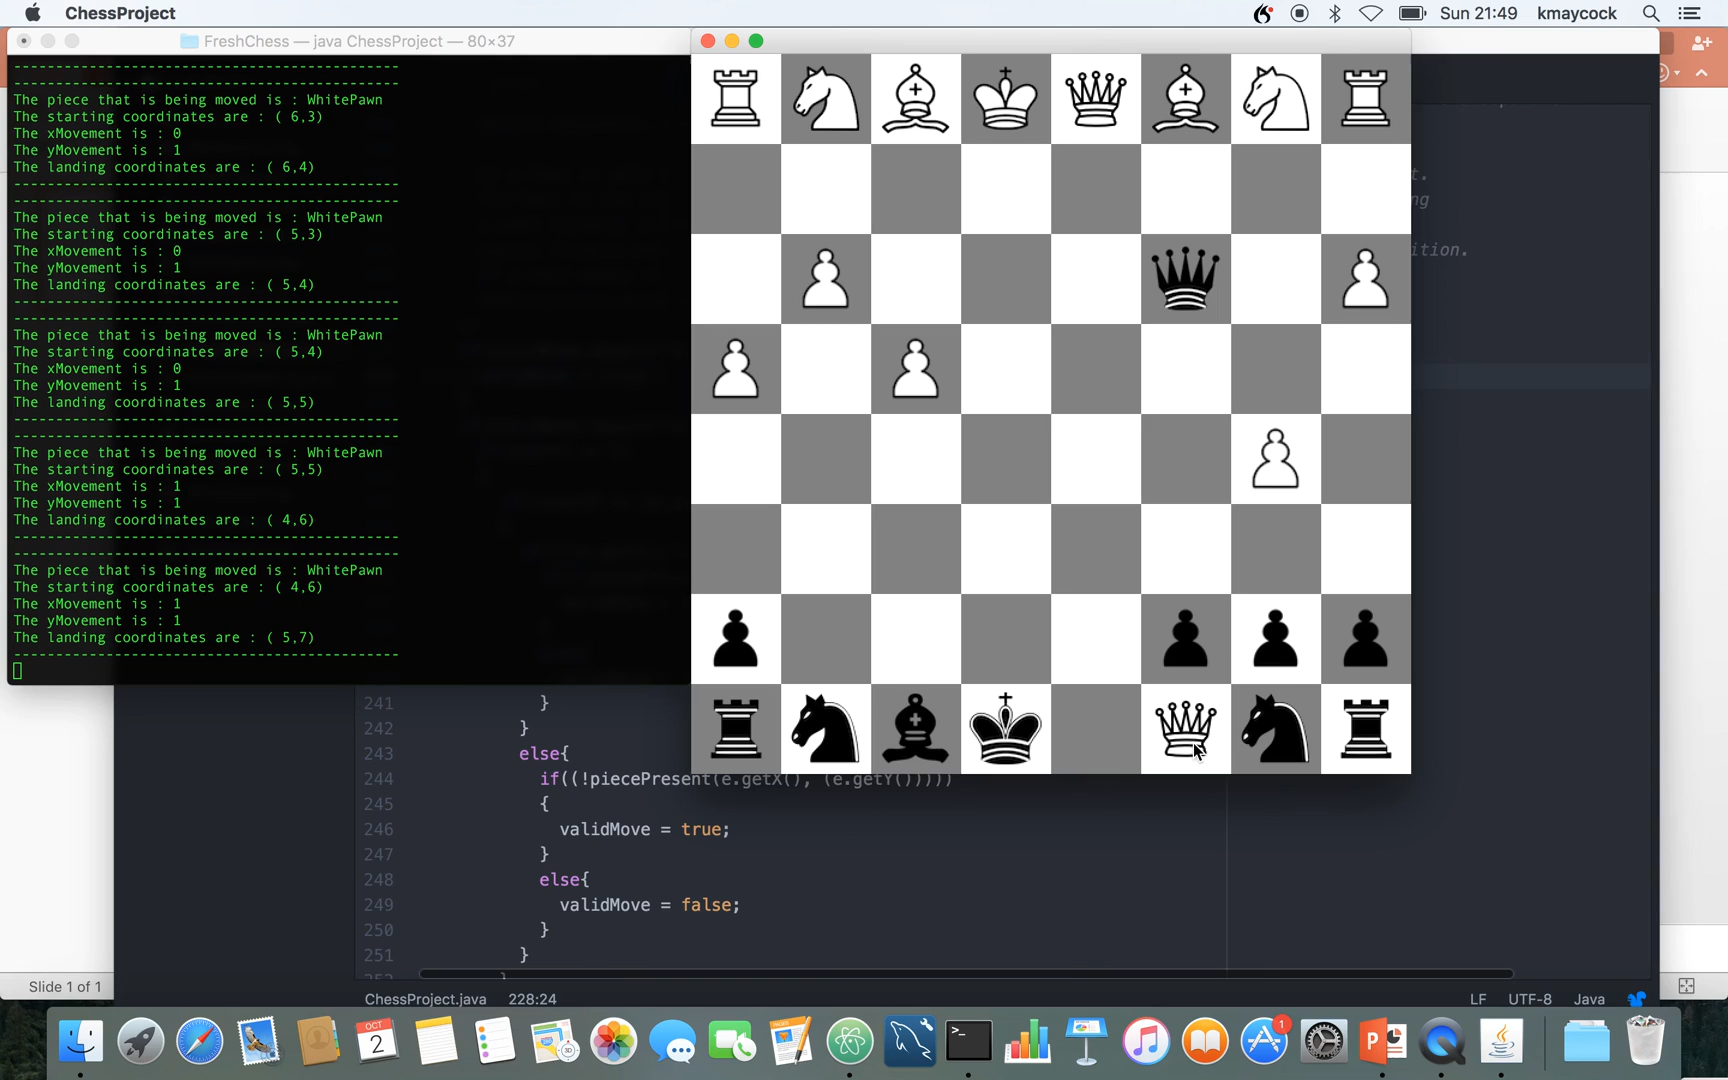 ChessProject
Sun 21:49
kmaycock
FreshChess — java ChessProject — 80×37
The piece that is being moved is : WhitePawn
The starting coordinates are : ( 6,3)
The xMovement is : 0
The yMovement is : 1
The landing coordinates are : ( 6,4)
The piece that is being moved is : WhitePawn
The starting coordinates are : ( 5,3)
The xMovement is : 0
The yMovement is : 1
The landing coordinates are : ( 5,4)
The piece that is being moved is : WhitePawn
The starting coordinates are : ( 5,4)
The xMovement is : 0
The yMovement is : 1
The landing coordinates are : ( 5,5)
The piece that is being moved is : WhitePawn
The starting coordinates are : ( 5,5)
The xMovement is : 1
The yMovement is : 1
The landing coordinates are : ( 4,6)
The piece that is being moved is : WhitePawn
The starting coordinates are : ( 4,6)
The xMovement is : 1
The yMovement is : 1
The landing coordinates are : ( 5,7)
t.
ng
ition.
241 }
242 }
243 else{
244 if((!piecePresent(e.getX(), (e.getY()))))
245 {
246 validMove = true;
247 }
248 else{
249 validMove = false;
250 }
251 }
Slide 1 of 1
ChessProject.java 228:24
LF UTF-8 Java
OCT
2
1